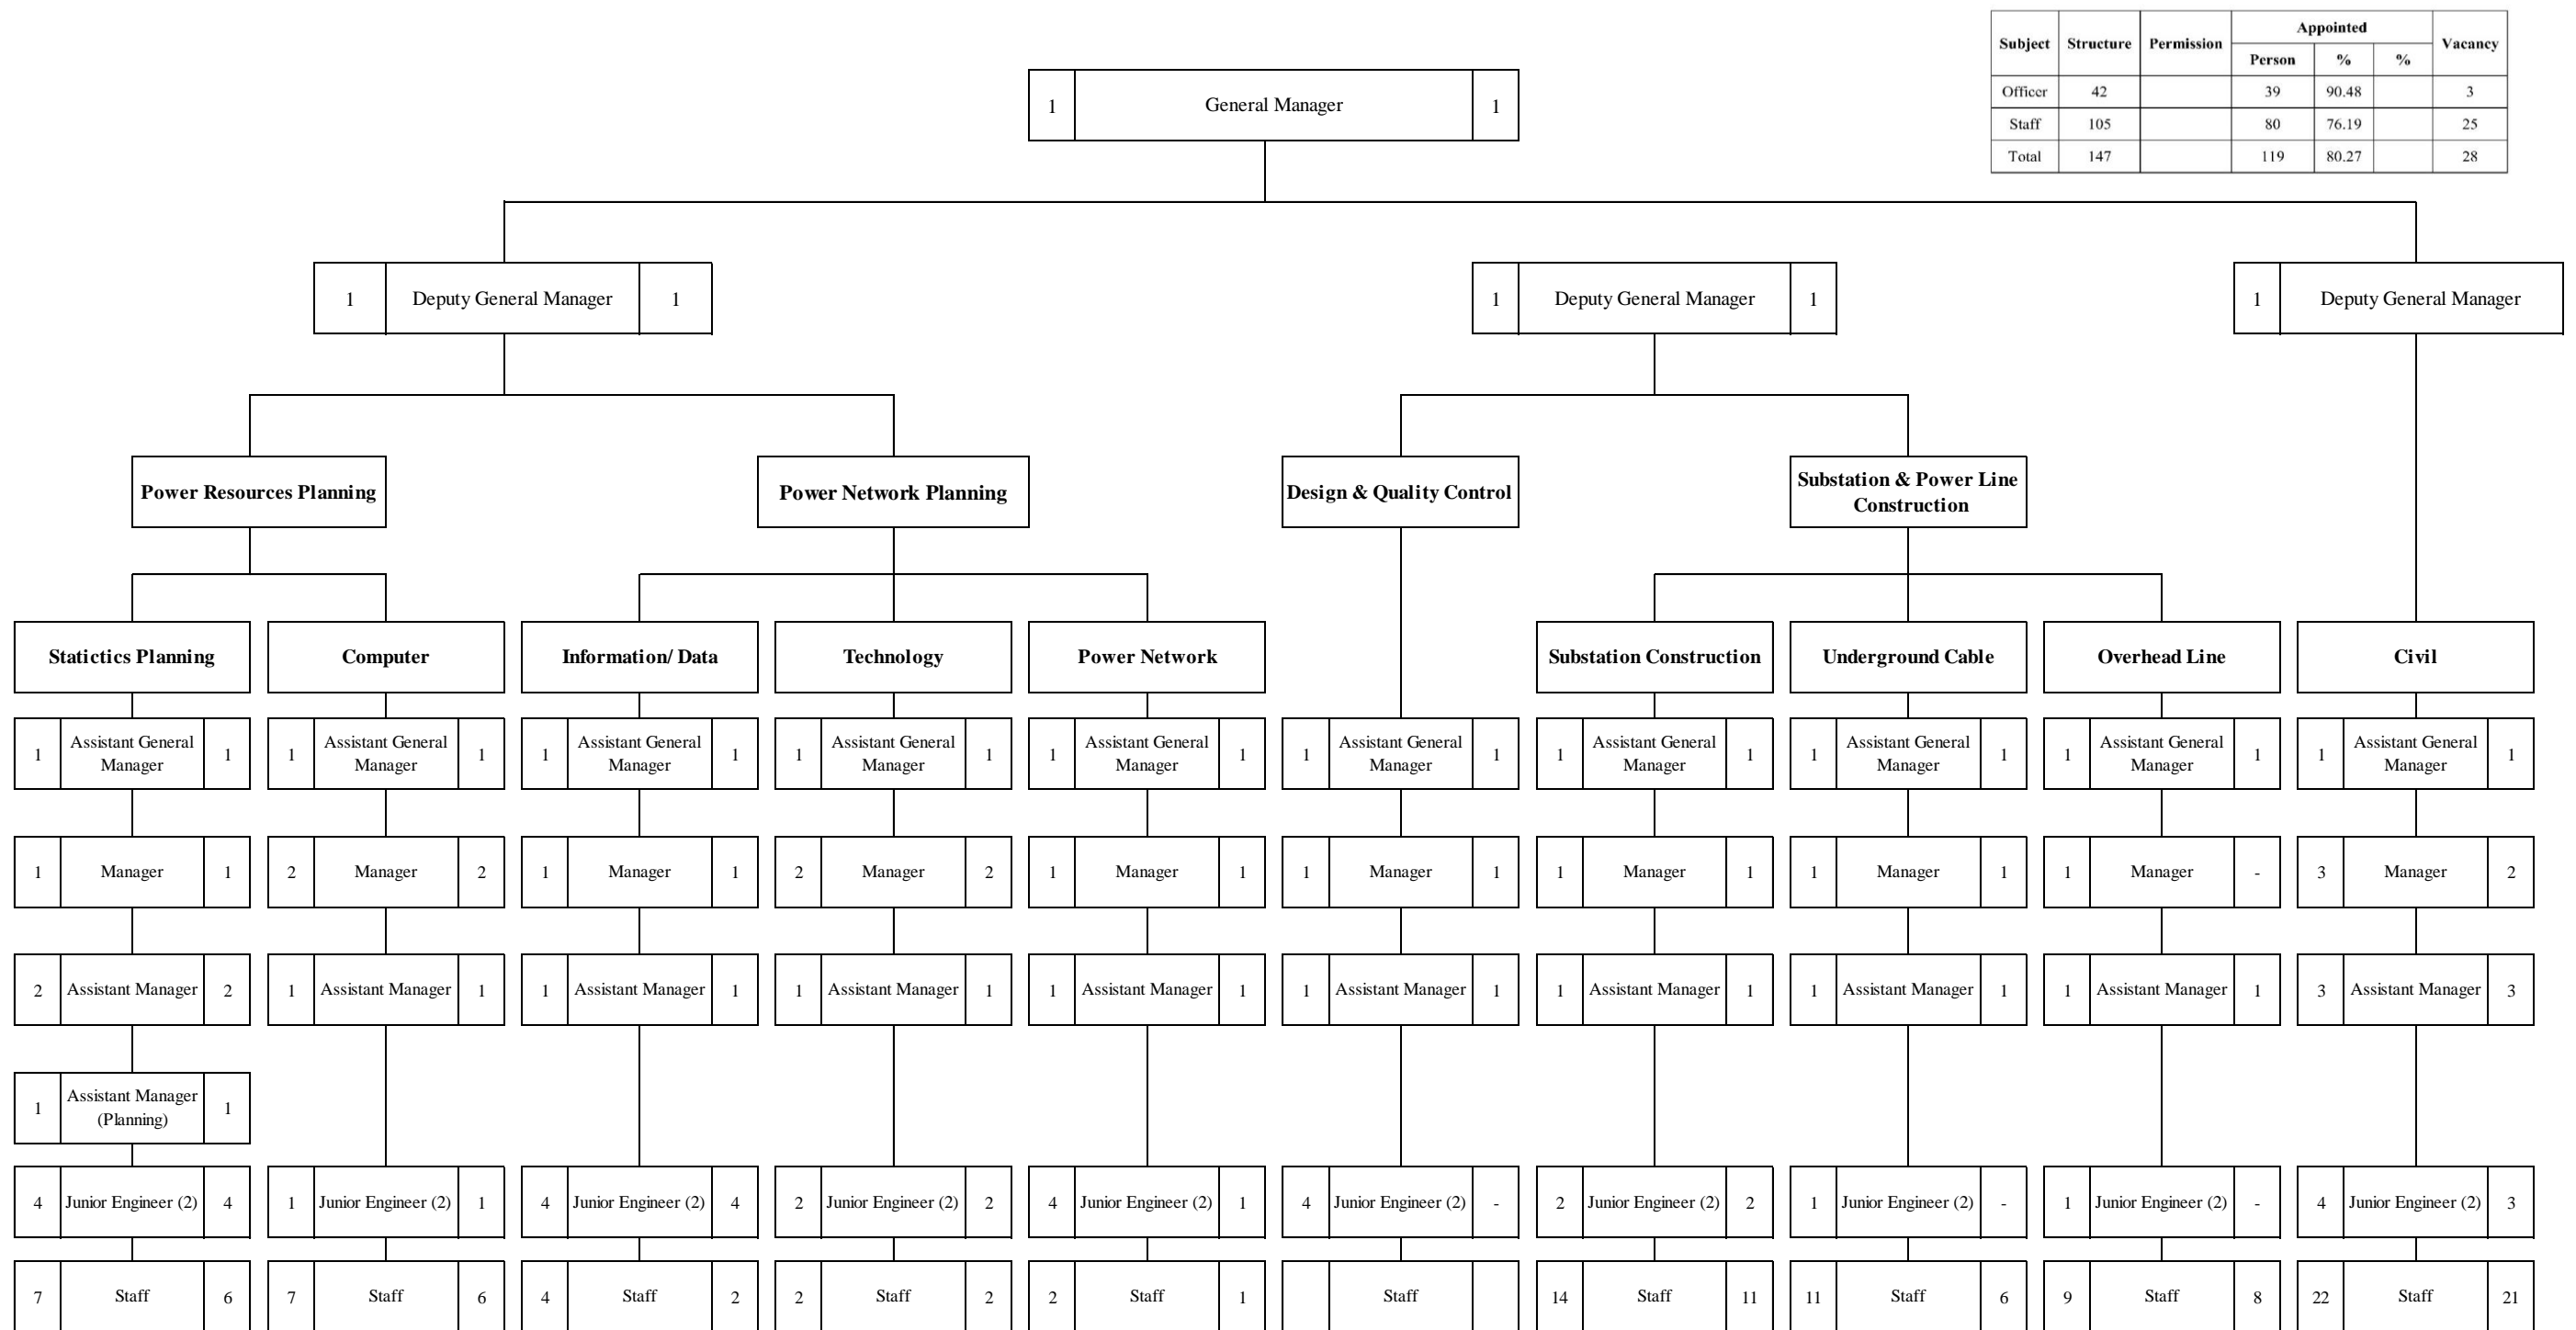 Subject Structure Permission Appointed Vacancy
Person % %
Officer 42 39 90.48 3
Staff 105 80 76.19 25
Total 147 119 80.27 28
1 General Manager 1
1 Deputy General Manager 1
1 Deputy General Manager 1
1 Deputy General Manager
Power Resources Planning
Power Network Planning
Design & Quality Control
Substation & Power Line
Construction
Statictics Planning
Computer
Information/ Data
Technology
Power Network
Substation Construction
Underground Cable
Overhead Line
Civil
1 Assistant General
Manager 1
1 Assistant General
Manager 1
1 Assistant General
Manager 1
1 Assistant General
Manager 1
1 Assistant General
Manager 1
1 Assistant General
Manager 1
1 Assistant General
Manager 1
1 Assistant General
Manager 1
1 Assistant General
Manager 1
1 Assistant General
Manager 1
1 Manager 1
2 Manager 2
1 Manager 1
2 Manager 2
1 Manager 1
1 Manager 1
1 Manager 1
1 Manager 1
1 Manager -
3 Manager 2
2 Assistant Manager 2
1 Assistant Manager 1
1 Assistant Manager 1
1 Assistant Manager 1
1 Assistant Manager 1
1 Assistant Manager 1
1 Assistant Manager 1
1 Assistant Manager 1
1 Assistant Manager 1
3 Assistant Manager 3
1 Assistant Manager
(Planning) 1
4 Junior Engineer (2) 4
1 Junior Engineer (2) 1
4 Junior Engineer (2) 4
2 Junior Engineer (2) 2
4 Junior Engineer (2) 1
4 Junior Engineer (2) -
2 Junior Engineer (2) 2
1 Junior Engineer (2) -
1 Junior Engineer (2) -
4 Junior Engineer (2) 3
7 Staff 6
7 Staff 6
4 Staff 2
2 Staff 2
2 Staff 1
Staff
14 Staff 11
11 Staff 6
9 Staff 8
22 Staff 21